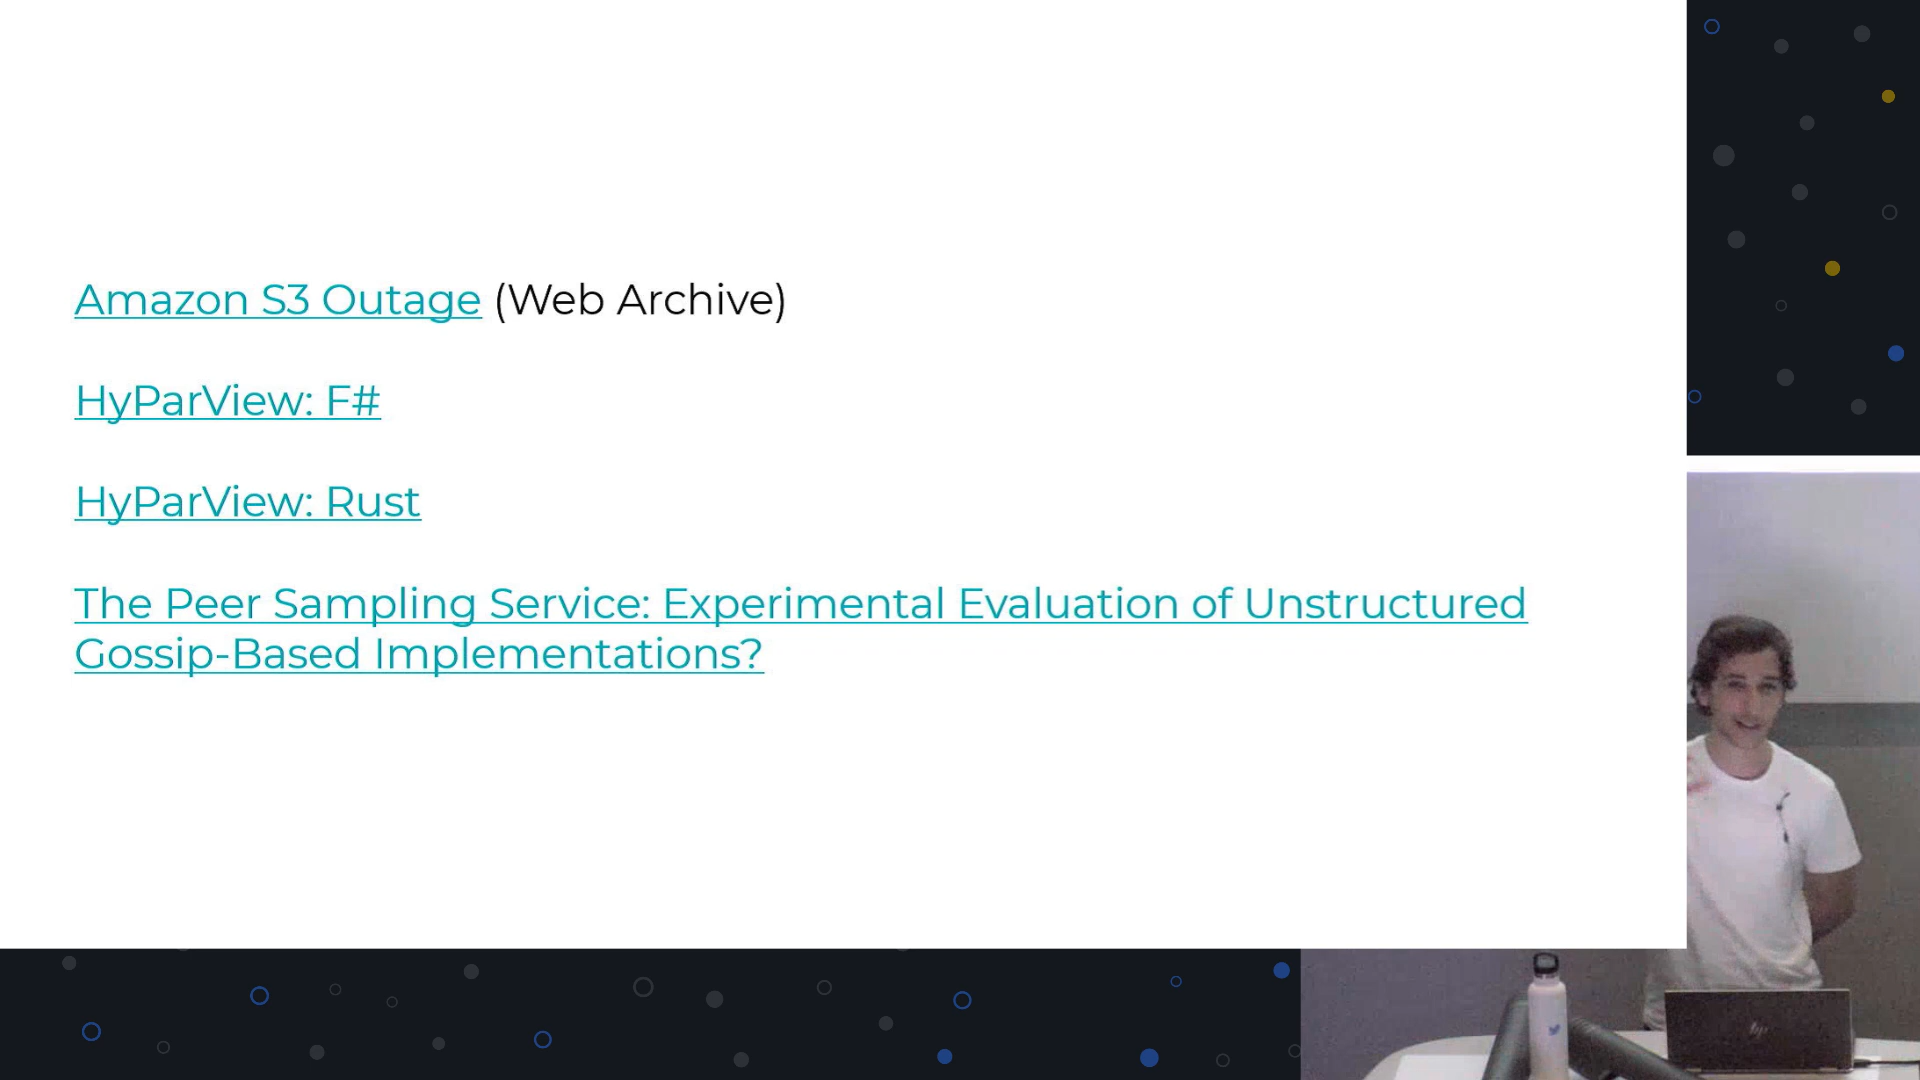 Amazon S3 Outage (Web Archive)
HyParView: F#
HyParView: Rust
The Peer Sampling Service: Experimental Evaluation of Unstructured
Gossip-Based Implementations?
hp